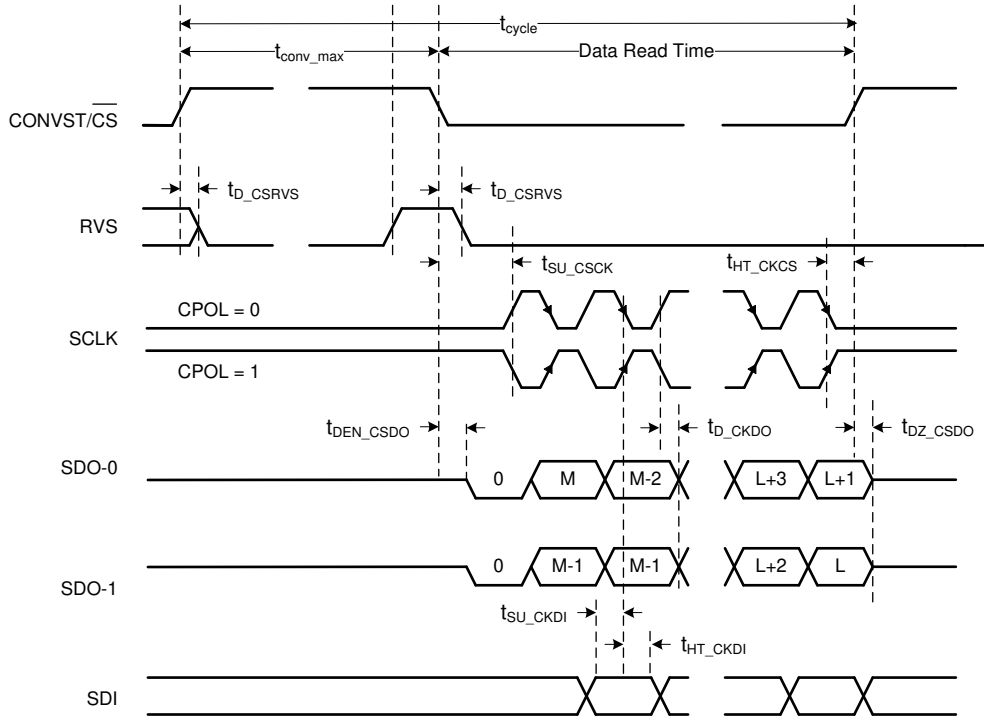 tcycle
tconv_max
Data Read Time
CONVST/CS
tD_CSRVS
tD_CSRVS
RVS
tSU_CSCK
tHT_CKCS
CPOL = 0
SCLK
CPOL = 1
tDEN_CSDO
tD_CKDO
tDZ_CSDO
SDO-0
0 M M-2 L+3 L+1
SDO-1
0 M-1 M-1 L+2 L
tSU_CKDI
tHT_CKDI
SDI